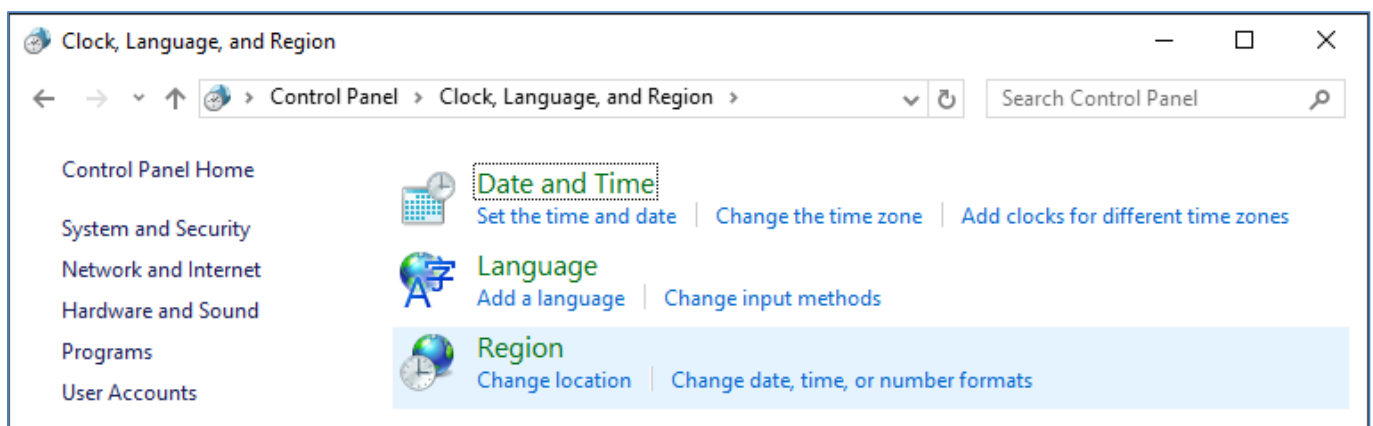 Clock, Language, and Region
Control Panel > Clock, Language, and Region >
Search Control Panel
Control Panel Home
System and Security
Network and Internet
Hardware and Sound
Programs
User Accounts
Date and Time
Set the time and date | Change the time zone | Add clocks for different time zones
A字
Language
Add a language | Change input methods
Region
Change location | Change date, time, or number formats